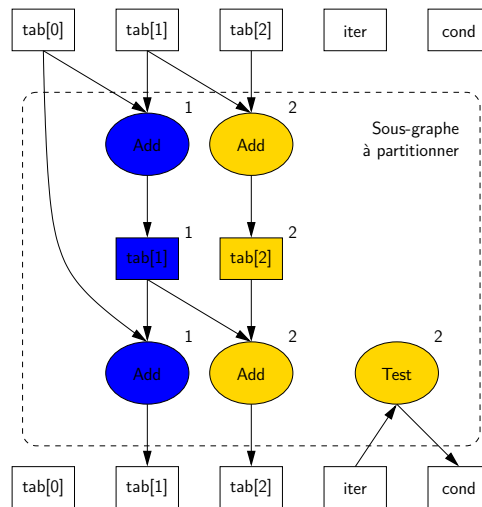 tab[0] tab[1] tab[2] iter cond
1 2
Sous-graphe
à partitionner
Add Add
1 2
tab[1] tab[2]
1 2 2
Add Add Test
tab[0] tab[1] tab[2] iter cond